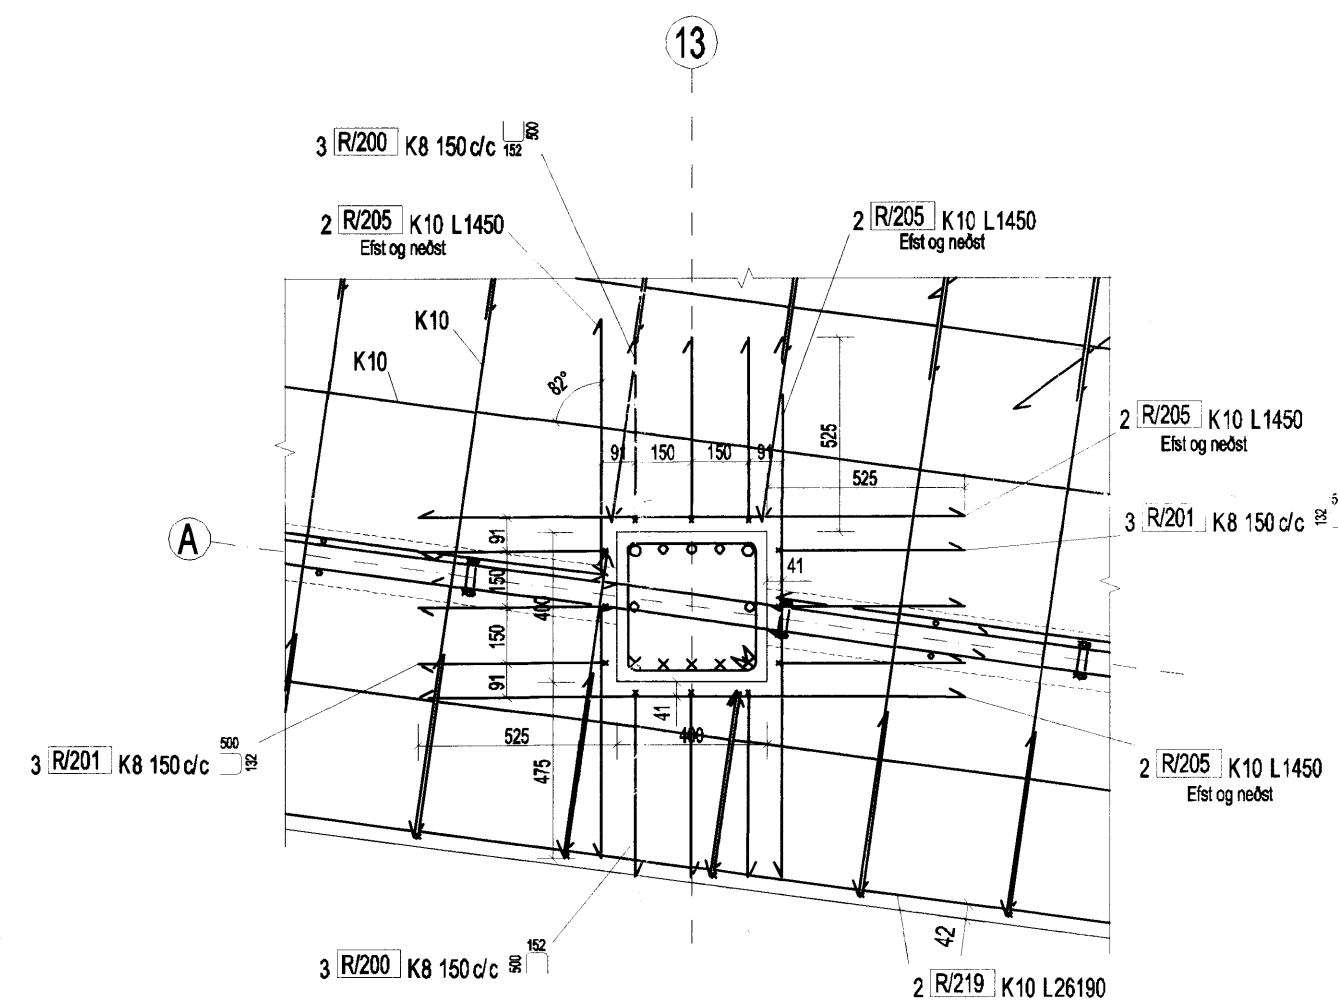 13
3 R/200 K8 150 c/c 152 500
2 R/205 K10 L1450
Efst og neðst
2 R/205 K10 L1450
Efst og neðst
K10
K10
82°
525
91 150 150 91
525
2 R/205 K10 L1450
Efst og neðst
3 R/201 K8 150 c/c 132 5
A
91
150
400
150
91
41
41
525
400
475
3 R/201 K8 150 c/c 500 132
2 R/205 K10 L1450
Efst og neðst
42
3 R/200 K8 150 c/c 500 152
2 R/219 K10 L26190